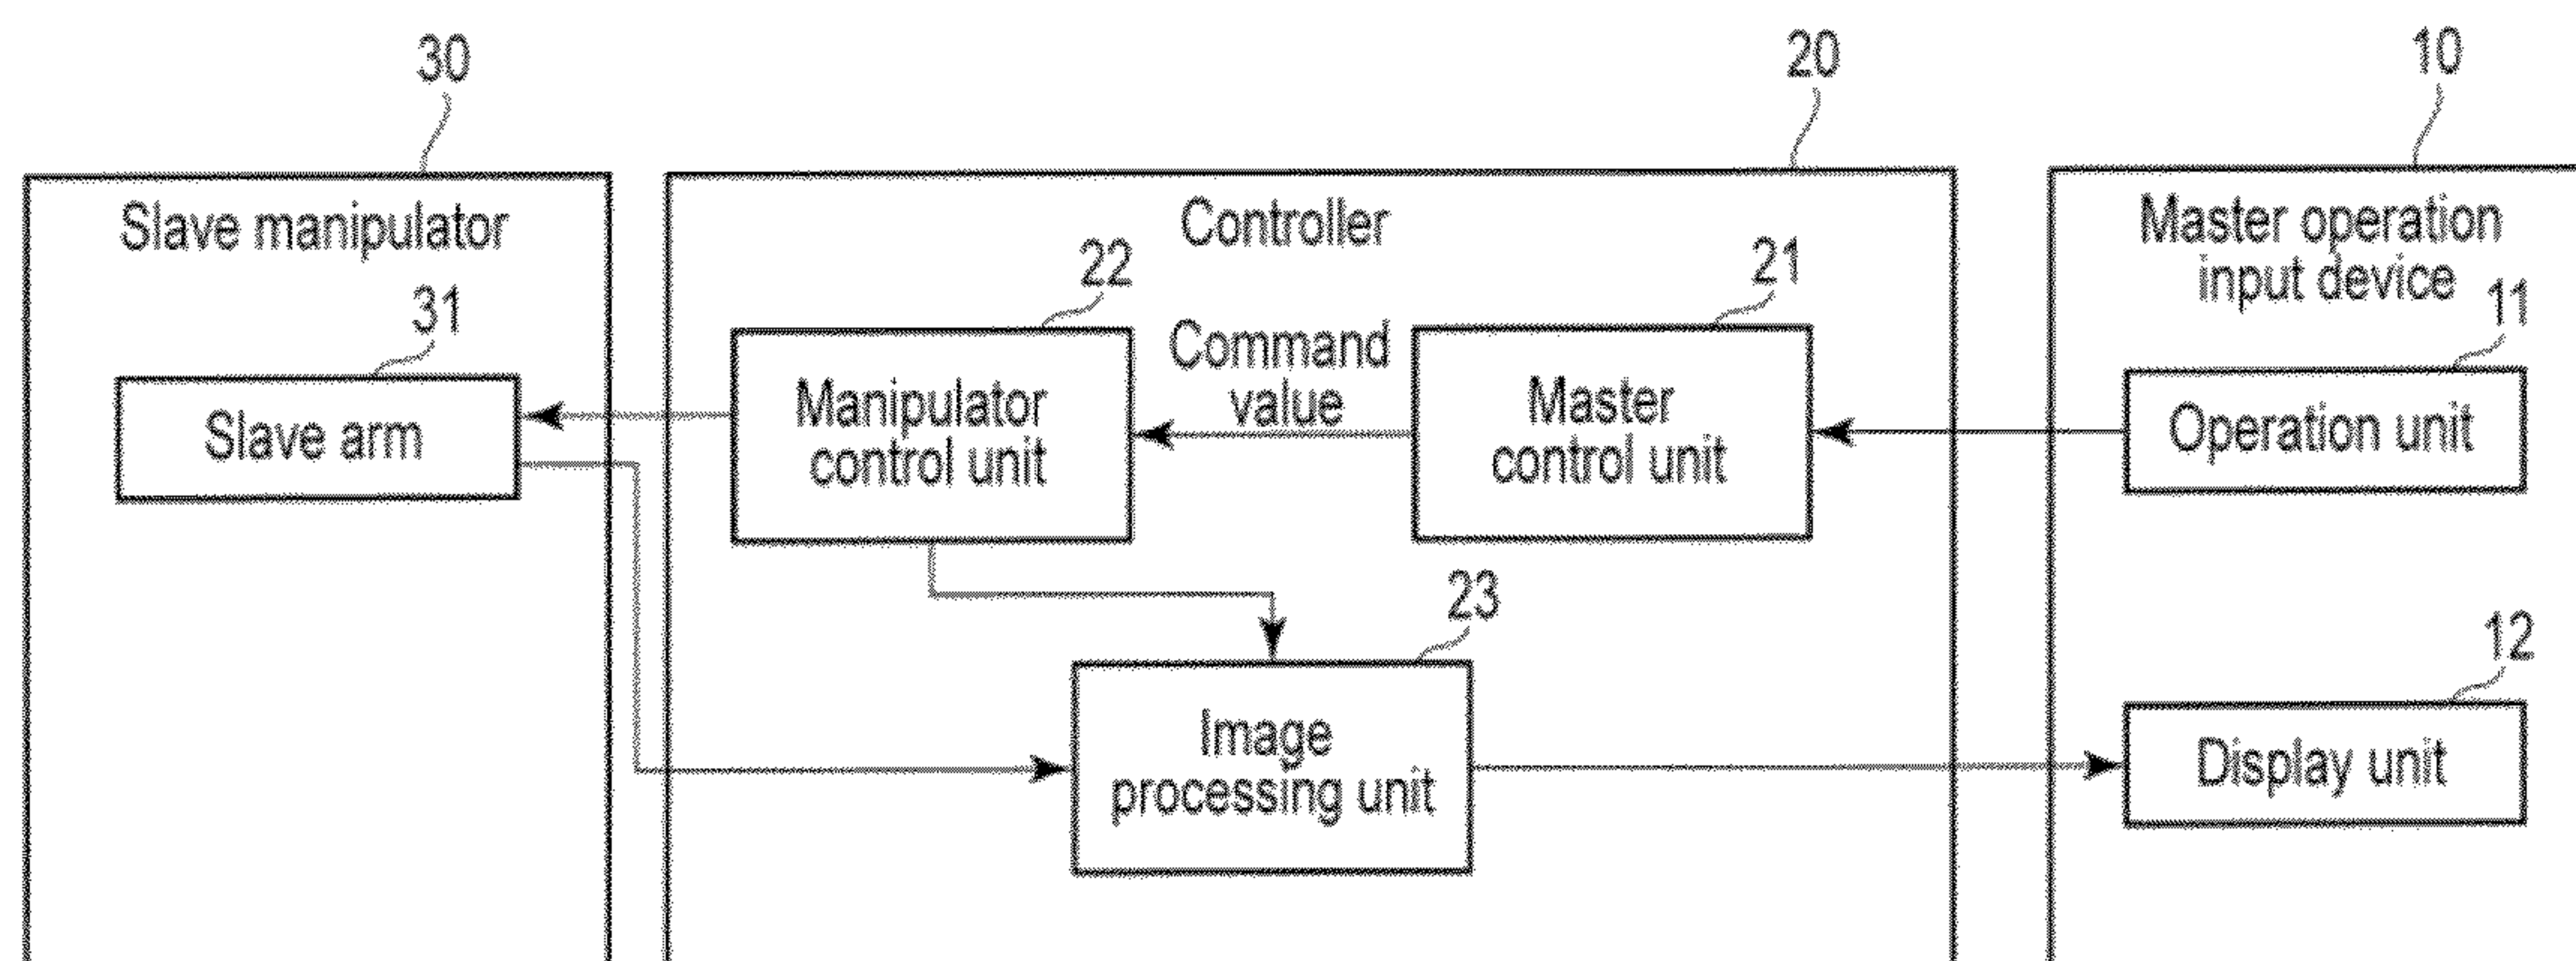 30
20
10
Slave manipulator
Controller
Master operation
input device
31
22
21
11
Slave arm
Manipulator
control unit
Command
value
Master
control unit
Operation unit
23
12
Image
processing unit
Display unit